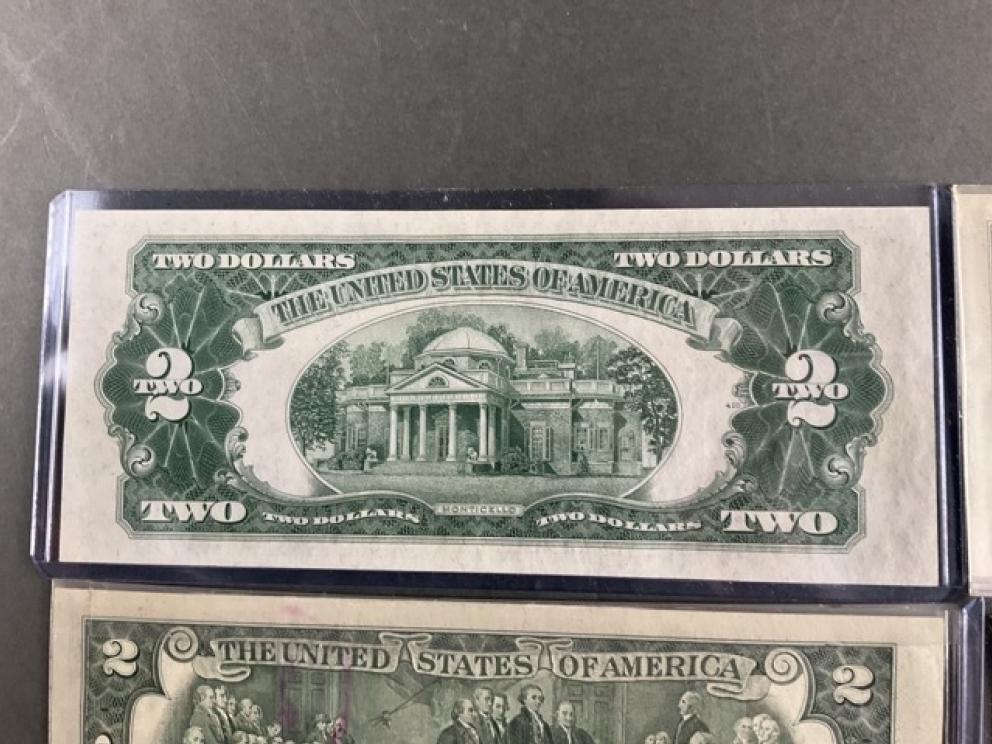 TWO DOLLARS TWO DOLLARS
THE UNITED STATES OF AMERICA
2 2
TWO TWO
TWO TWO DOLLARS MONTICELLO TWO DOLLARS TWO
2 THE UNITED STATES OF AMERICA 2